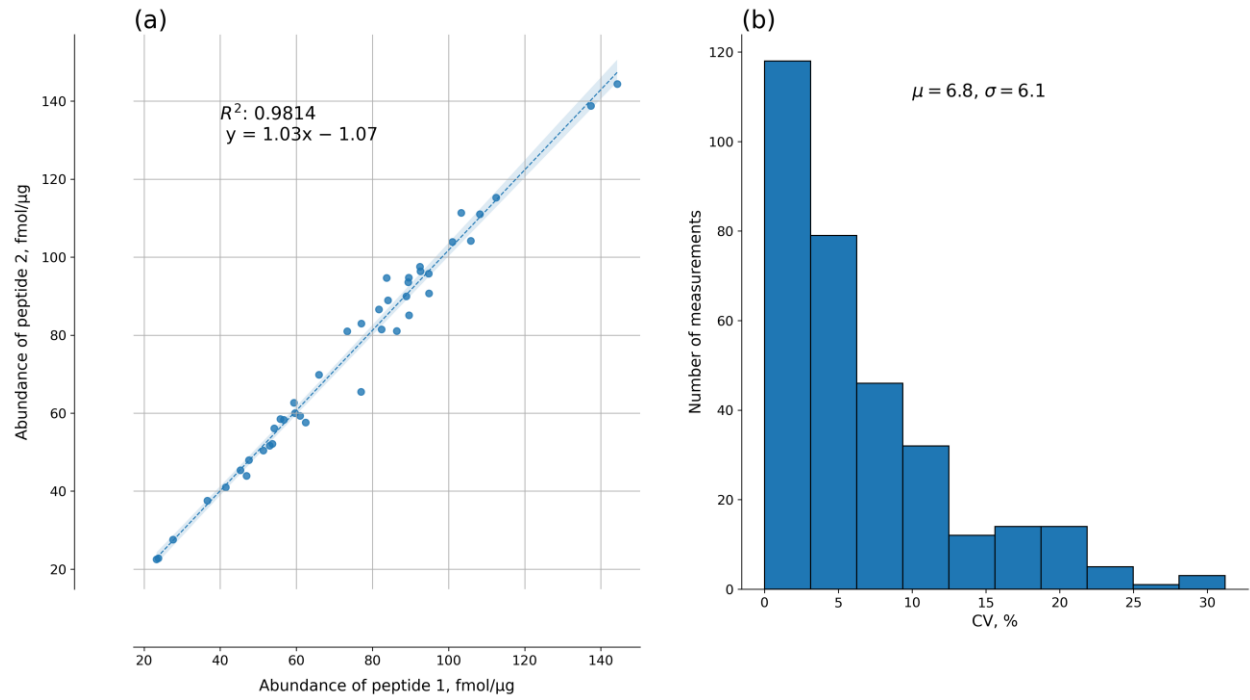 (a)
R²: 0.9814
y = 1.03x − 1.07
140
120
100
80
60
40
20
Abundance of peptide 2, fmol/µg
20 40 60 80 100 120 140
Abundance of peptide 1, fmol/µg
(b)
μ = 6.8, σ = 6.1
120
100
80
60
40
20
0
Number of measurements
0 5 10 15 20 25 30
CV, %